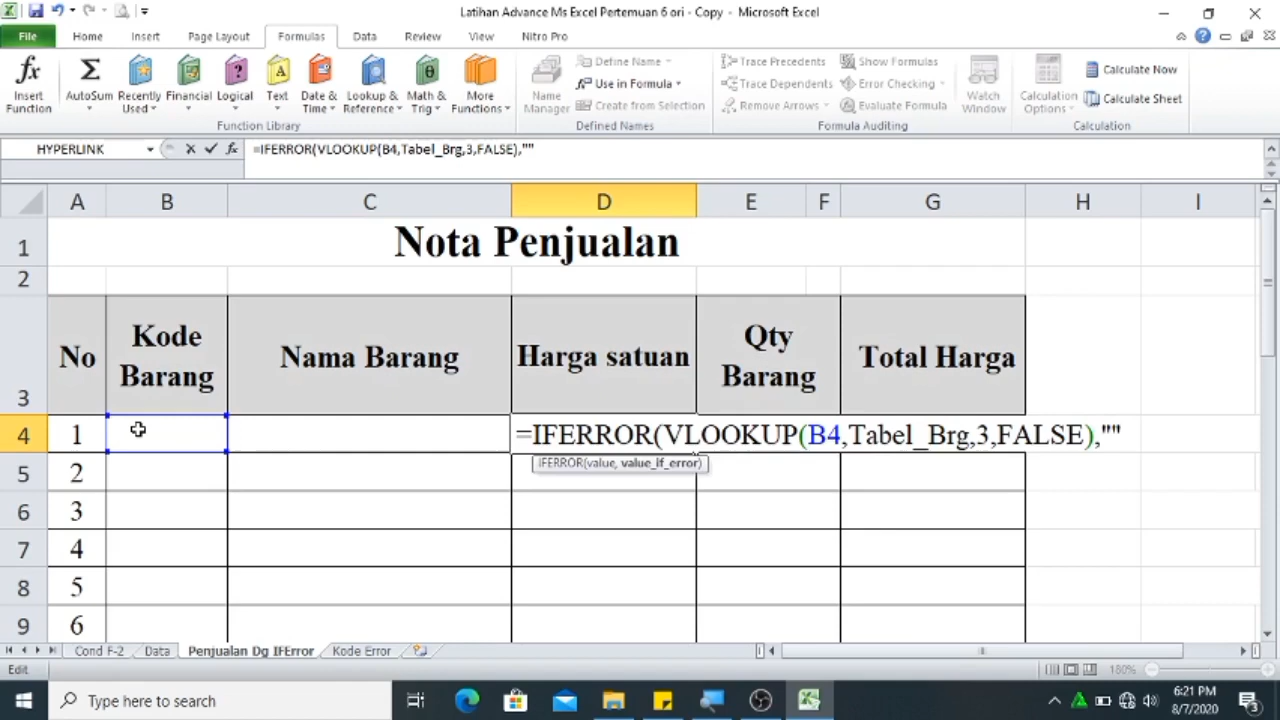 Latihan Advance Ms Excel Pertemuan 6 ori - Copy - Microsoft Excel
File Home Insert Page Layout Formulas Data Review View Nitro Pro
Insert Function
AutoSum
Recently Used
Financial
Logical
Text
Date & Time
Lookup & Reference
Math & Trig
More Functions
Function Library
Name Manager
Define Name
Use in Formula
Create from Selection
Defined Names
Trace Precedents
Trace Dependents
Remove Arrows
Show Formulas
Error Checking
Evaluate Formula
Formula Auditing
Watch Window
Calculation Options
Calculate Now
Calculate Sheet
Calculation
HYPERLINK
=IFERROR(VLOOKUP(B4,Tabel_Brg,3,FALSE),""
A B C D E F G H I
1 Nota Penjualan
2
3 No Kode Barang Nama Barang Harga satuan Qty Barang Total Harga
4 1 =IFERROR(VLOOKUP(B4,Tabel_Brg,3,FALSE),""
IFERROR(value, value_if_error)
5 2
6 3
7 4
8 5
9 6
Cond F-2 Data Penjualan Dg IFError Kode Error
Edit 180%
Type here to search
6:21 PM
8/7/2020
3